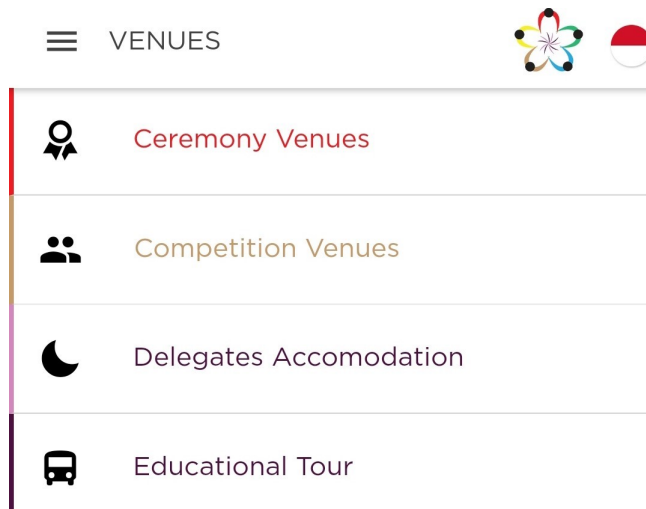 VENUES
Ceremony Venues
Competition Venues
Delegates Accomodation
Educational Tour